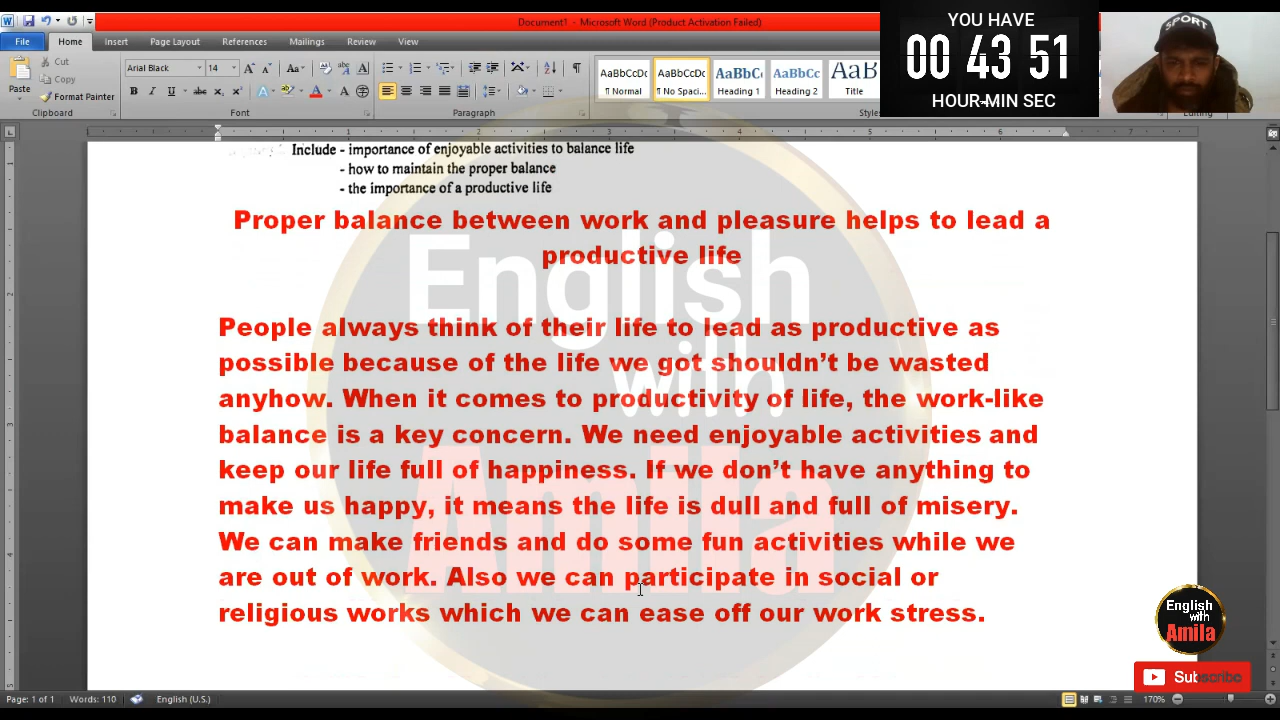 Document1 - Microsoft Word (Product Activation Failed)
YOU HAVE
00 43 51
HOUR-MIN SEC
SPORT
File Home Insert Page Layout References Mailings Review View
Cut
Copy
Paste
Format Painter
Arial Black 14
AaBbCcDc AaBbCcDc AaBbC AaBbCc AaB
¶ Normal ¶ No Spaci... Heading 1 Heading 2 Title
Clipboard Font Paragraph Styles Editing
Include - importance of enjoyable activities to balance life
- how to maintain the proper balance
- the importance of a productive life
Proper balance between work and pleasure helps to lead a
productive life
People always think of their life to lead as productive as
possible because of the life we got shouldn't be wasted
anyhow. When it comes to productivity of life, the work-like
balance is a key concern. We need enjoyable activities and
keep our life full of happiness. If we don't have anything to
make us happy, it means the life is dull and full of misery.
We can make friends and do some fun activities while we
are out of work. Also we can participate in social or
religious works which we can ease off our work stress.
English
with
Amila
English
with
Amila
Subscribe
Page: 1 of 1 Words: 110 English (U.S.) 170%